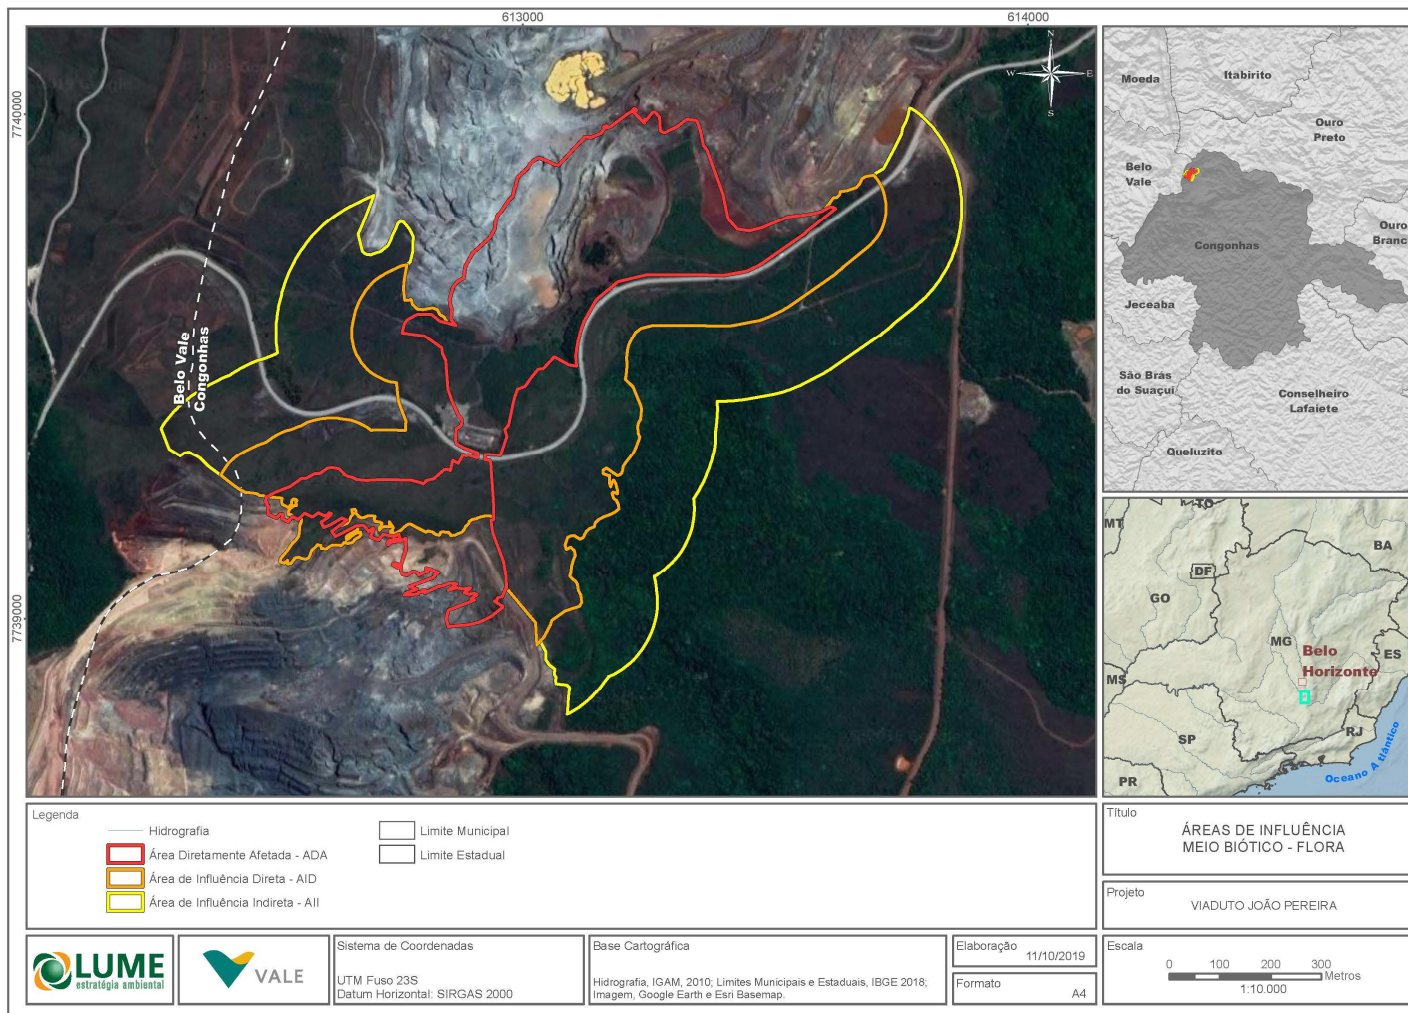 613000
614000
7740000
7739000
N
W
E
S
Belo Vale
Congonhas
Moeda
Itabirito
Ouro
Preto
Belo
Vale
Congonhas
Ouro
Branc
Jeceaba
São Brás
do Suaçuí
Conselheiro
Lafaiete
Queluzito
MT
TO
BA
DF
GO
MG
Belo
Horizonte
ES
MS
SP
RJ
PR
Oceano Atlântico
Legenda
Hidrografia
Área Diretamente Afetada - ADA
Área de Influência Direta - AID
Área de Influência Indireta - AII
Limite Municipal
Limite Estadual
Título
ÁREAS DE INFLUÊNCIA
MEIO BIÓTICO - FLORA
Projeto
VIADUTO JOÃO PEREIRA
LUME
estratégia ambiental
VALE
Sistema de Coordenadas
UTM Fuso 23S
Datum Horizontal: SIRGAS 2000
Base Cartográfica
Hidrografia, IGAM, 2010; Limites Municipais e Estaduais, IBGE 2018;
Imagem, Google Earth e Esri Basemap.
Elaboração
11/10/2019
Formato
A4
Escala
0 100 200 300
Metros
1:10.000